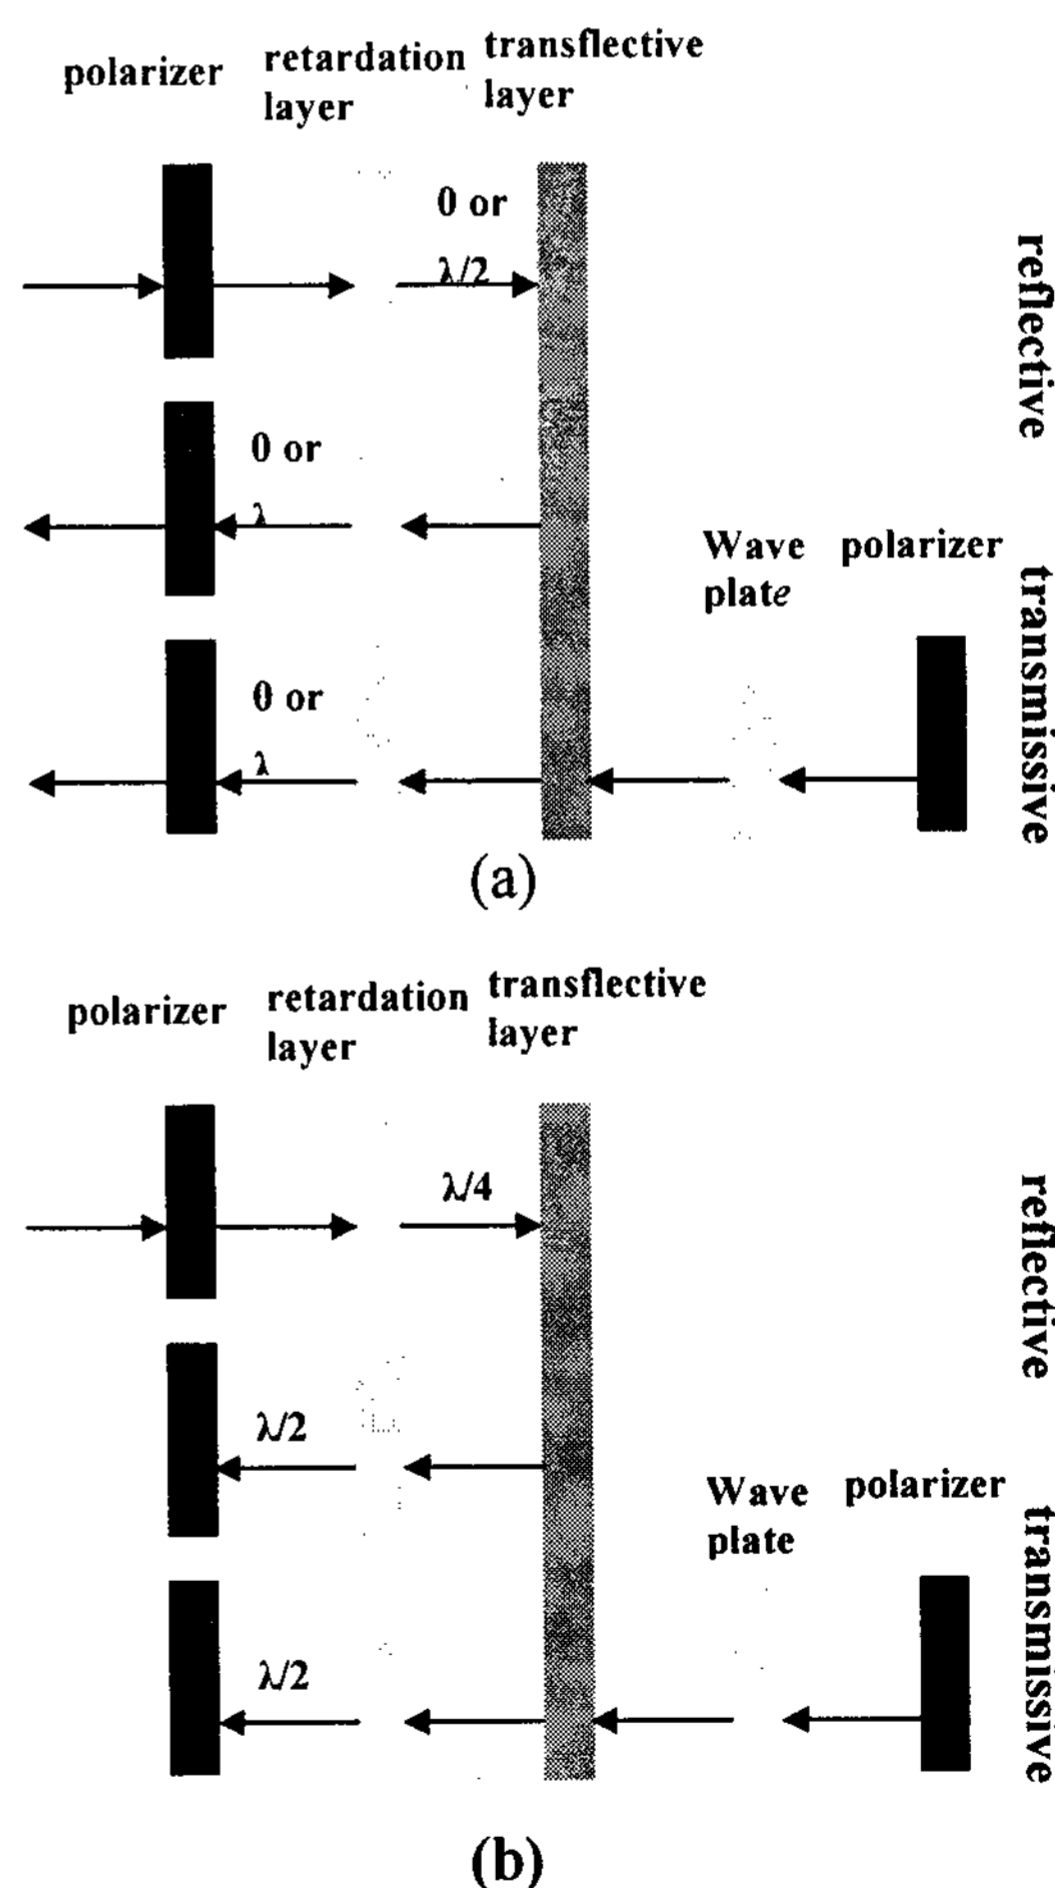 polarizer
retardation
layer
transflective
layer
0 or
λ/2
reflective
0 or
λ
Wave
plate
polarizer
0 or
λ
transmissive
(a)
polarizer
retardation
layer
transflective
layer
λ/4
reflective
λ/2
Wave
plate
polarizer
λ/2
transmissive
(b)